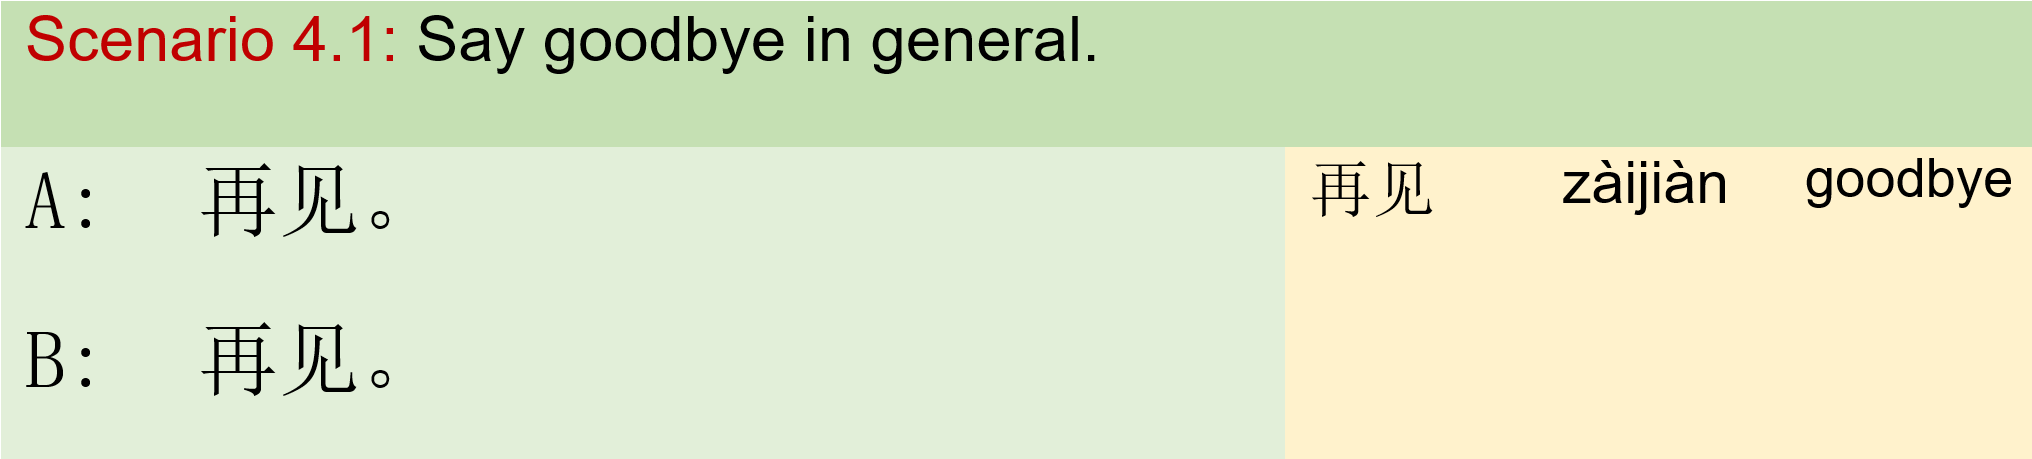 Scenario 4.1: Say goodbye in general.
A: 再见。
B: 再见。
再见 zàijiàn goodbye